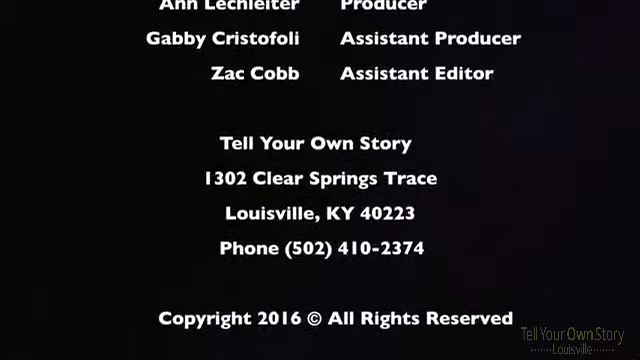 Ann Lechleiter Producer
Gabby Cristofoli Assistant Producer
Zac Cobb Assistant Editor
Tell Your Own Story
1302 Clear Springs Trace
Louisville, KY 40223
Phone (502) 410-2374
Copyright 2016 © All Rights Reserved
Tell Your Own Story
Louisville